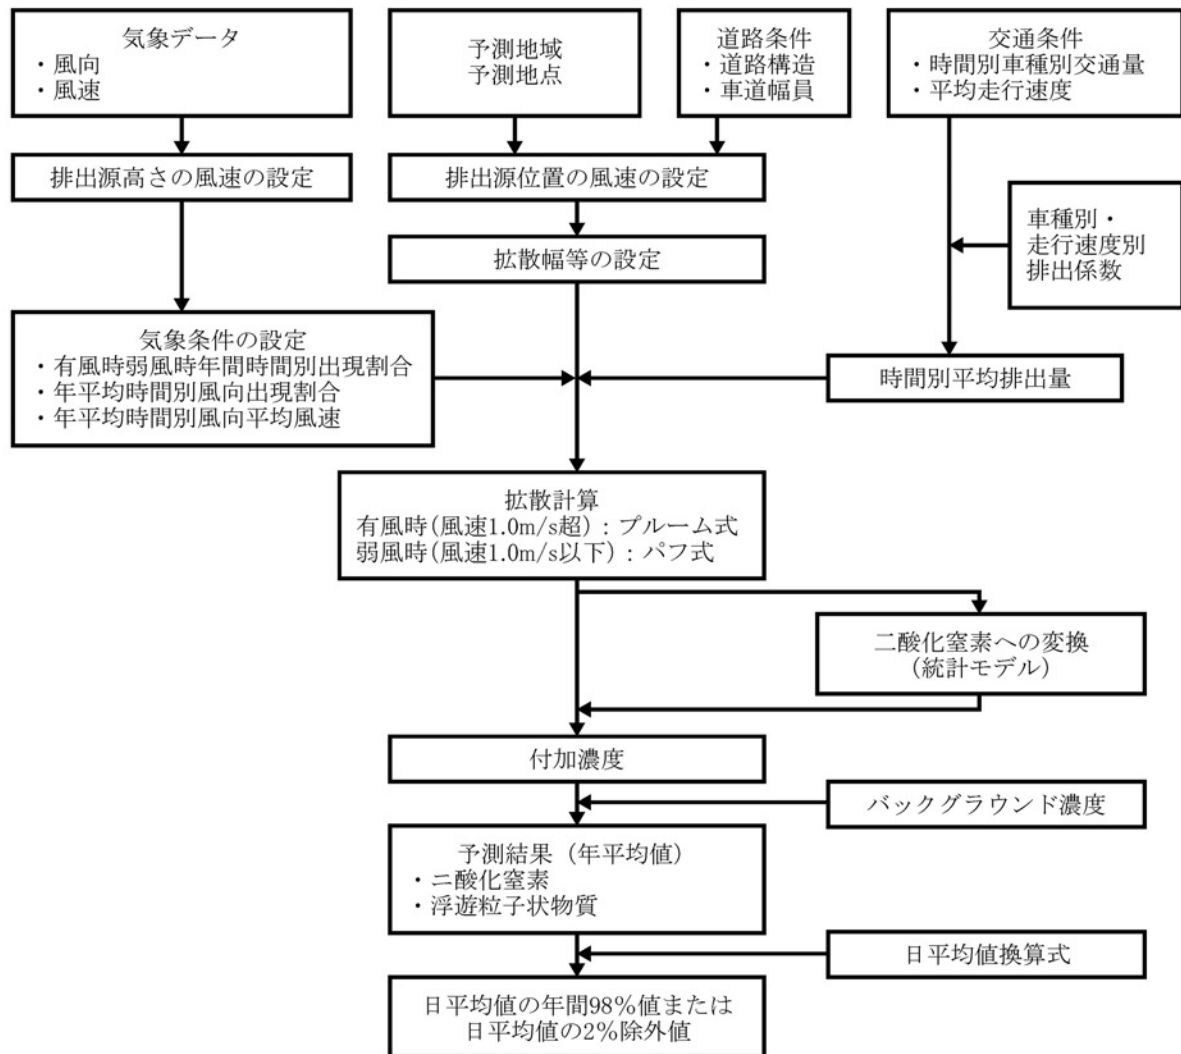 気象データ
・風向
・風速
予測地域
予測地点
道路条件
・道路構造
・車道幅員
交通条件
・時間別車種別交通量
・平均走行速度
排出源高さの風速の設定
排出源位置の風速の設定
車種別・
走行速度別
排出係数
拡散幅等の設定
気象条件の設定
・有風時弱風時年間時間別出現割合
・年平均時間別風向出現割合
・年平均時間別風向平均風速
時間別平均排出量
拡散計算
有風時(風速1.0m/s超)：プルーム式
弱風時(風速1.0m/s以下)：パフ式
二酸化窒素への変換
(統計モデル)
付加濃度
バックグラウンド濃度
予測結果（年平均値）
・ニ酸化窒素
・浮遊粒子状物質
日平均値換算式
日平均値の年間98%値または
日平均値の2%除外値